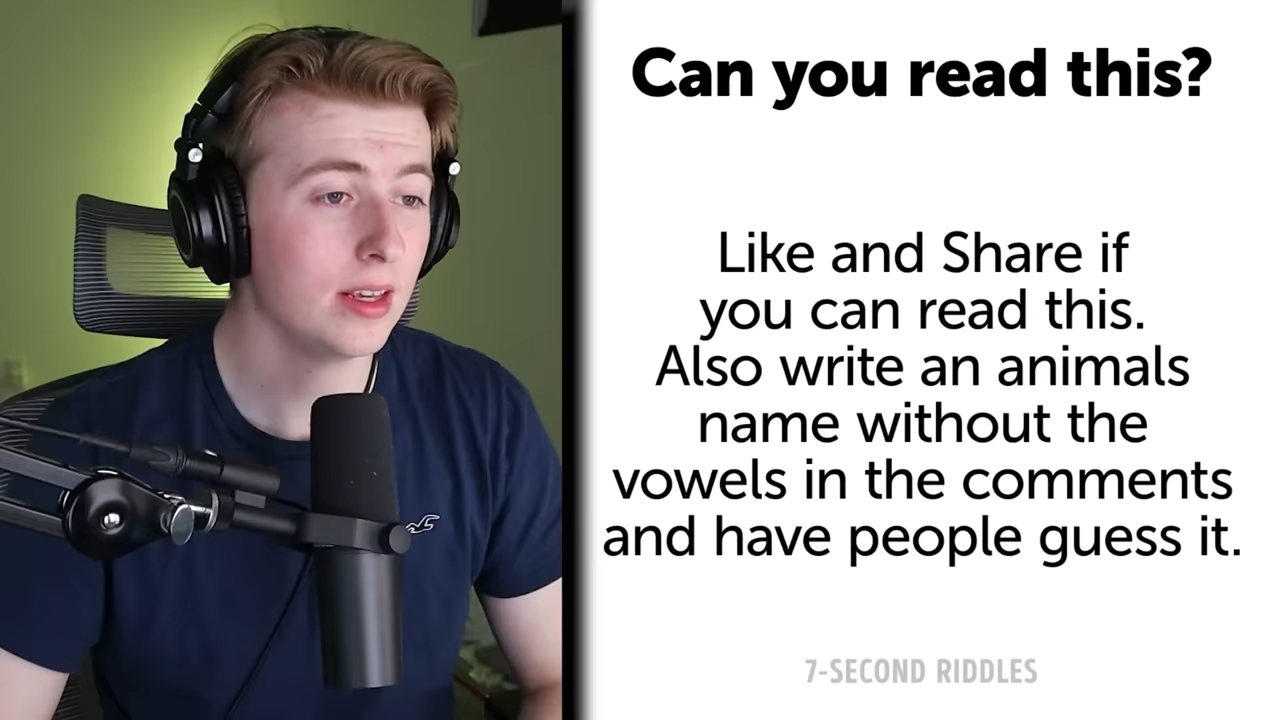 Can you read this?
Like and Share if
you can read this.
Also write an animals
name without the
vowels in the comments
and have people guess it.
7-SECOND RIDDLES